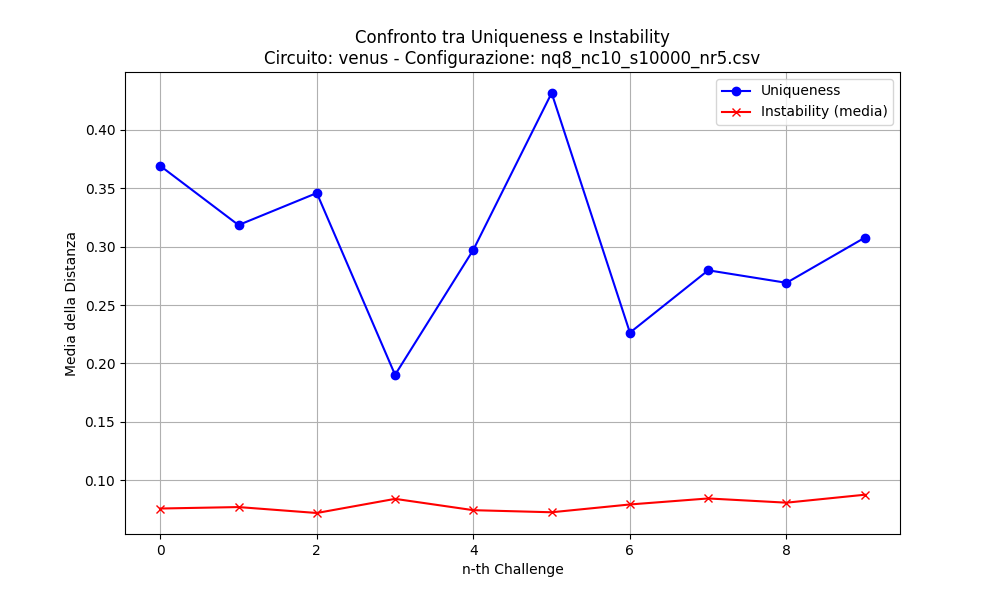 Confronto tra Uniqueness e Instability
Circuito: venus - Configurazione: nq8_nc10_s10000_nr5.csv
Uniqueness
Instability (media)
Media della Distanza
0.40
0.35
0.30
0.25
0.20
0.15
0.10
0 2 4 6 8
n-th Challenge